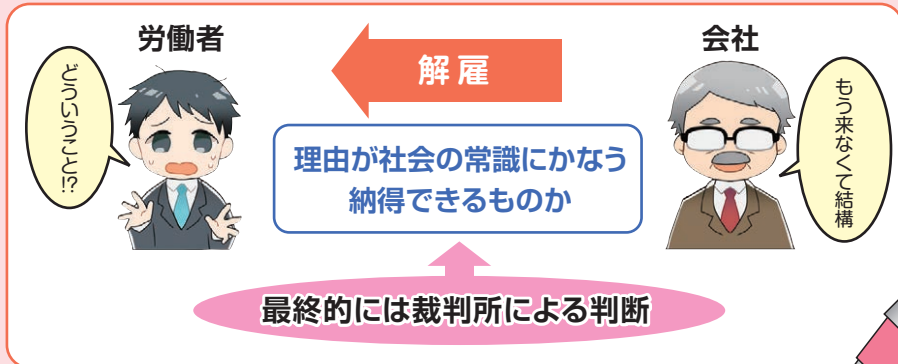 労働者
会社
解雇
どういうこと!?
もう来なくて結構
理由が社会の常識にかなう
納得できるものか
最終的には裁判所による判断